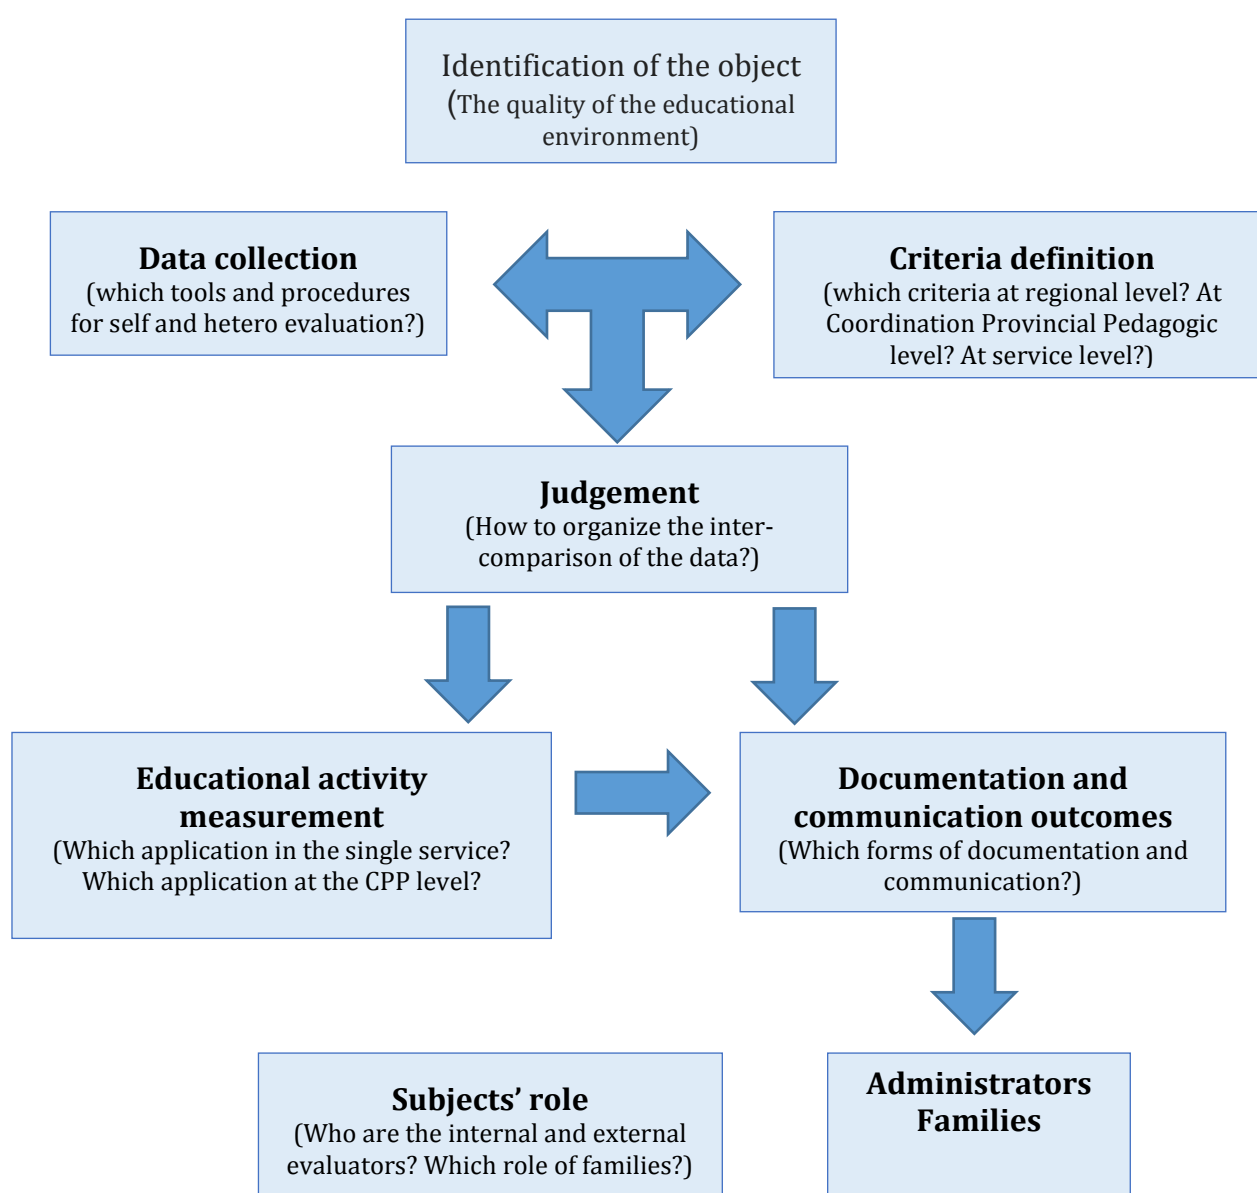 Identification of the object
(The quality of the educational
environment)
Data collection
(which tools and procedures
for self and hetero evaluation?)
Criteria definition
(which criteria at regional level? At
Coordination Provincial Pedagogic
level? At service level?)
Judgement
(How to organize the inter-
comparison of the data?)
Educational activity
measurement
(Which application in the single service?
Which application at the CPP level?
Documentation and
communication outcomes
(Which forms of documentation and
communication?)
Subjects’ role
(Who are the internal and external
evaluators? Which role of families?)
Administrators
Families